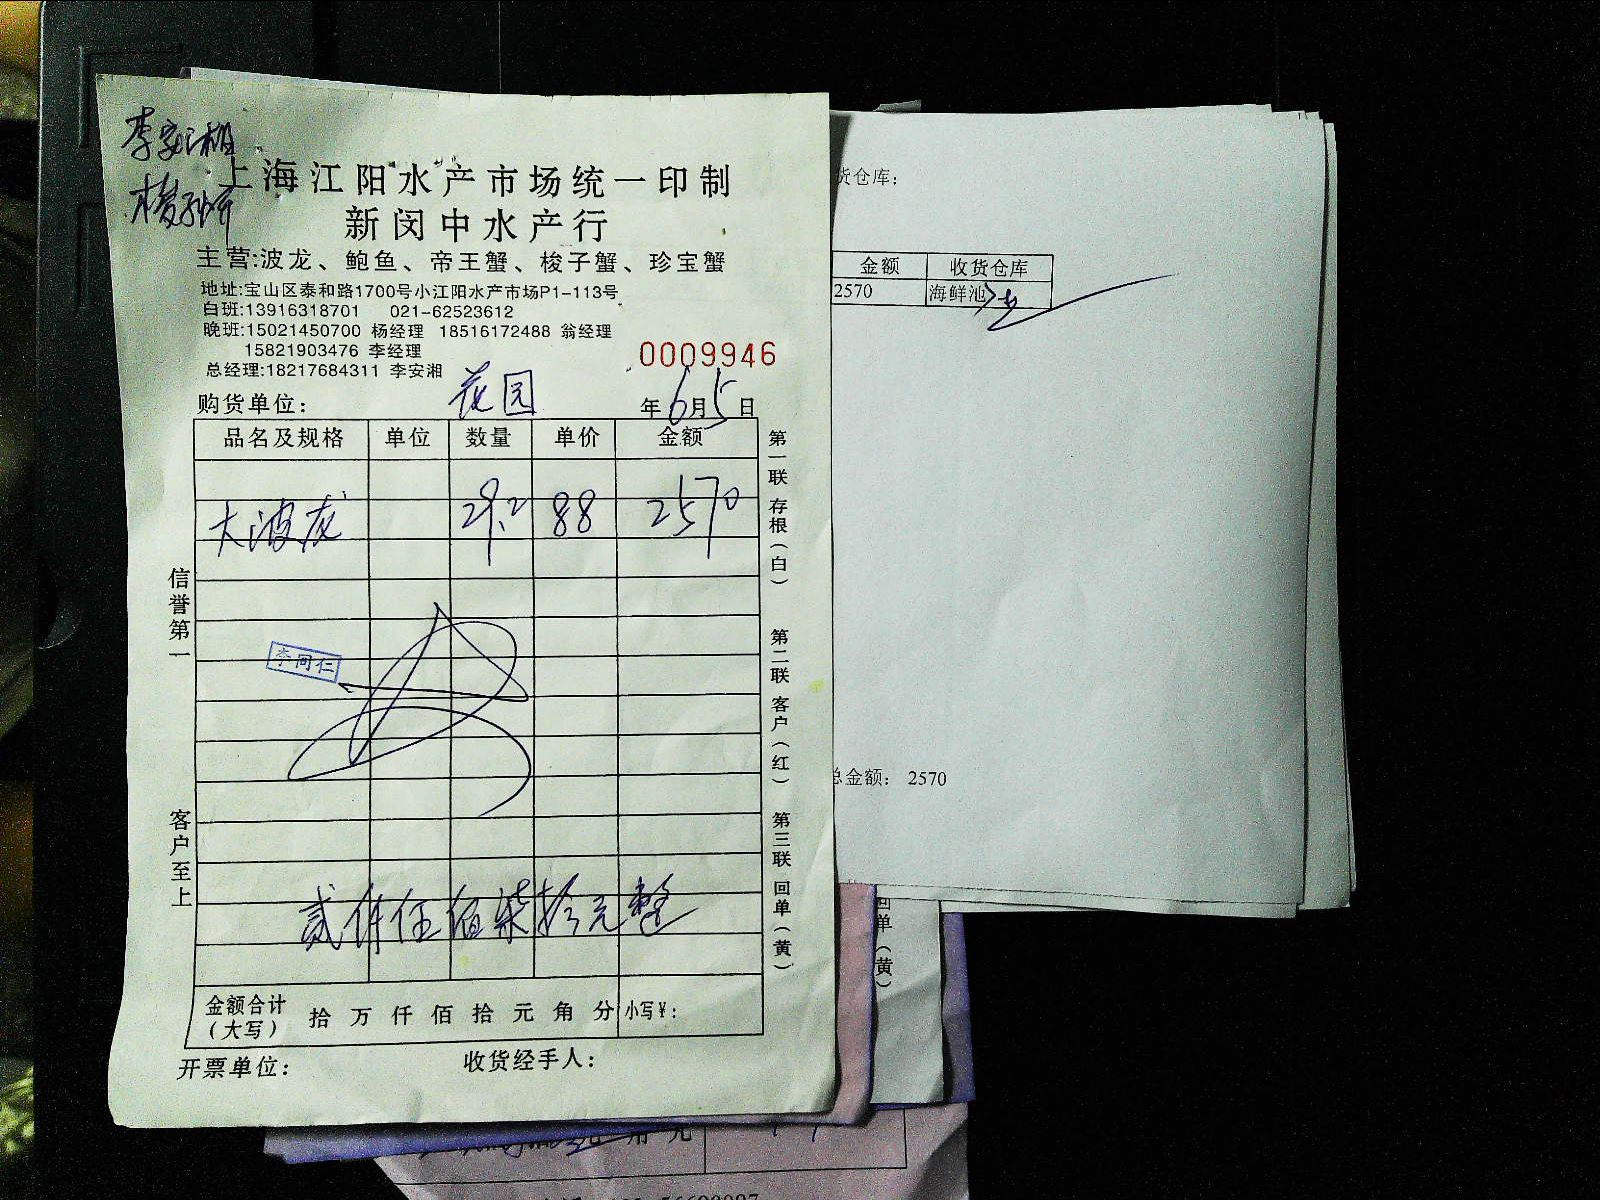 上海江阳水产市场统一印制
新闵中水产行
主营:波龙、鲍鱼、帝王蟹、梭子蟹、珍宝蟹
地址:宝山区泰和路1700号小江阳水产市场P1-113号
白班:13916318701 021-62523612
晚班:15021450700 杨经理 18516172488 翁经理
15821903476 李经理
总经理:18217684311 李安湘
0009946
购货单位: 花园 年6月5日
品名及规格 单位 数量 单价 金额
大波龙 29.2 88 2570
李同仁
贰仟伍佰柒拾元整
金额合计(大写) 拾 万 仟 佰 拾 元 角 分 小写¥:
开票单位: 收货经手人:
信誉第一
客户至上
第一联 存根(白)
第二联 客户(红)
第三联 回单(黄)
货仓库:
金额 收货仓库
2570 海鲜池
总金额: 2570
回单(黄)